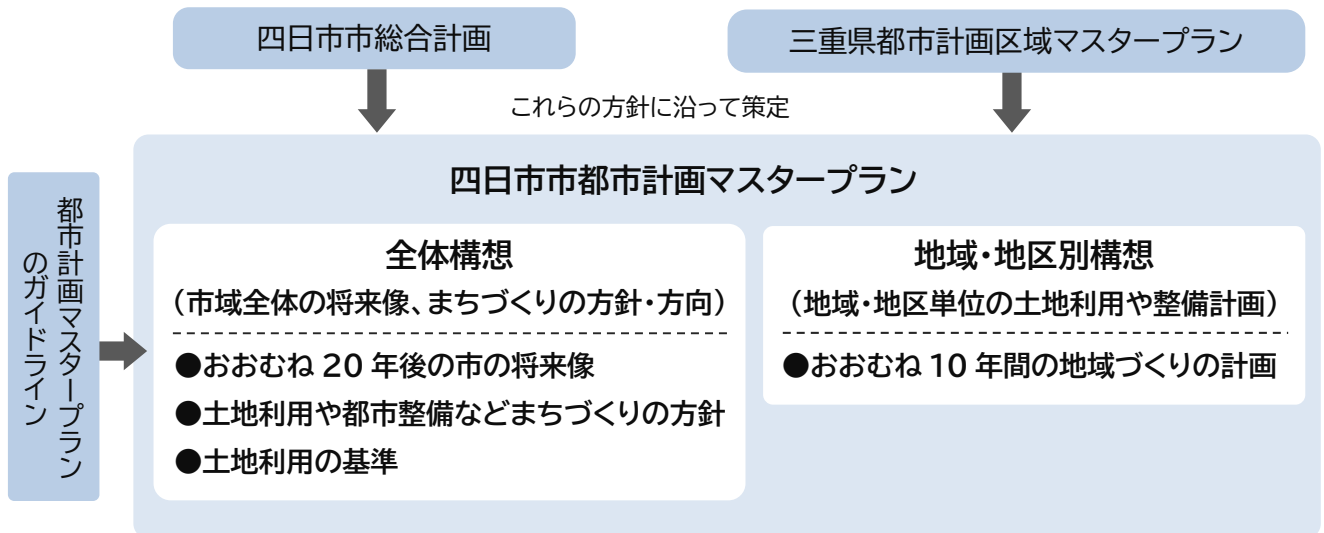 四日市市総合計画
三重県都市計画区域マスタープラン
これらの方針に沿って策定
四日市市都市計画マスタープラン
都市計画マスタープラン
のガイドライン
全体構想
（市域全体の将来像、まちづくりの方針・方向）
●おおむね 20 年後の市の将来像
●土地利用や都市整備などまちづくりの方針
●土地利用の基準
地域・地区別構想
（地域・地区単位の土地利用や整備計画）
●おおむね 10 年間の地域づくりの計画